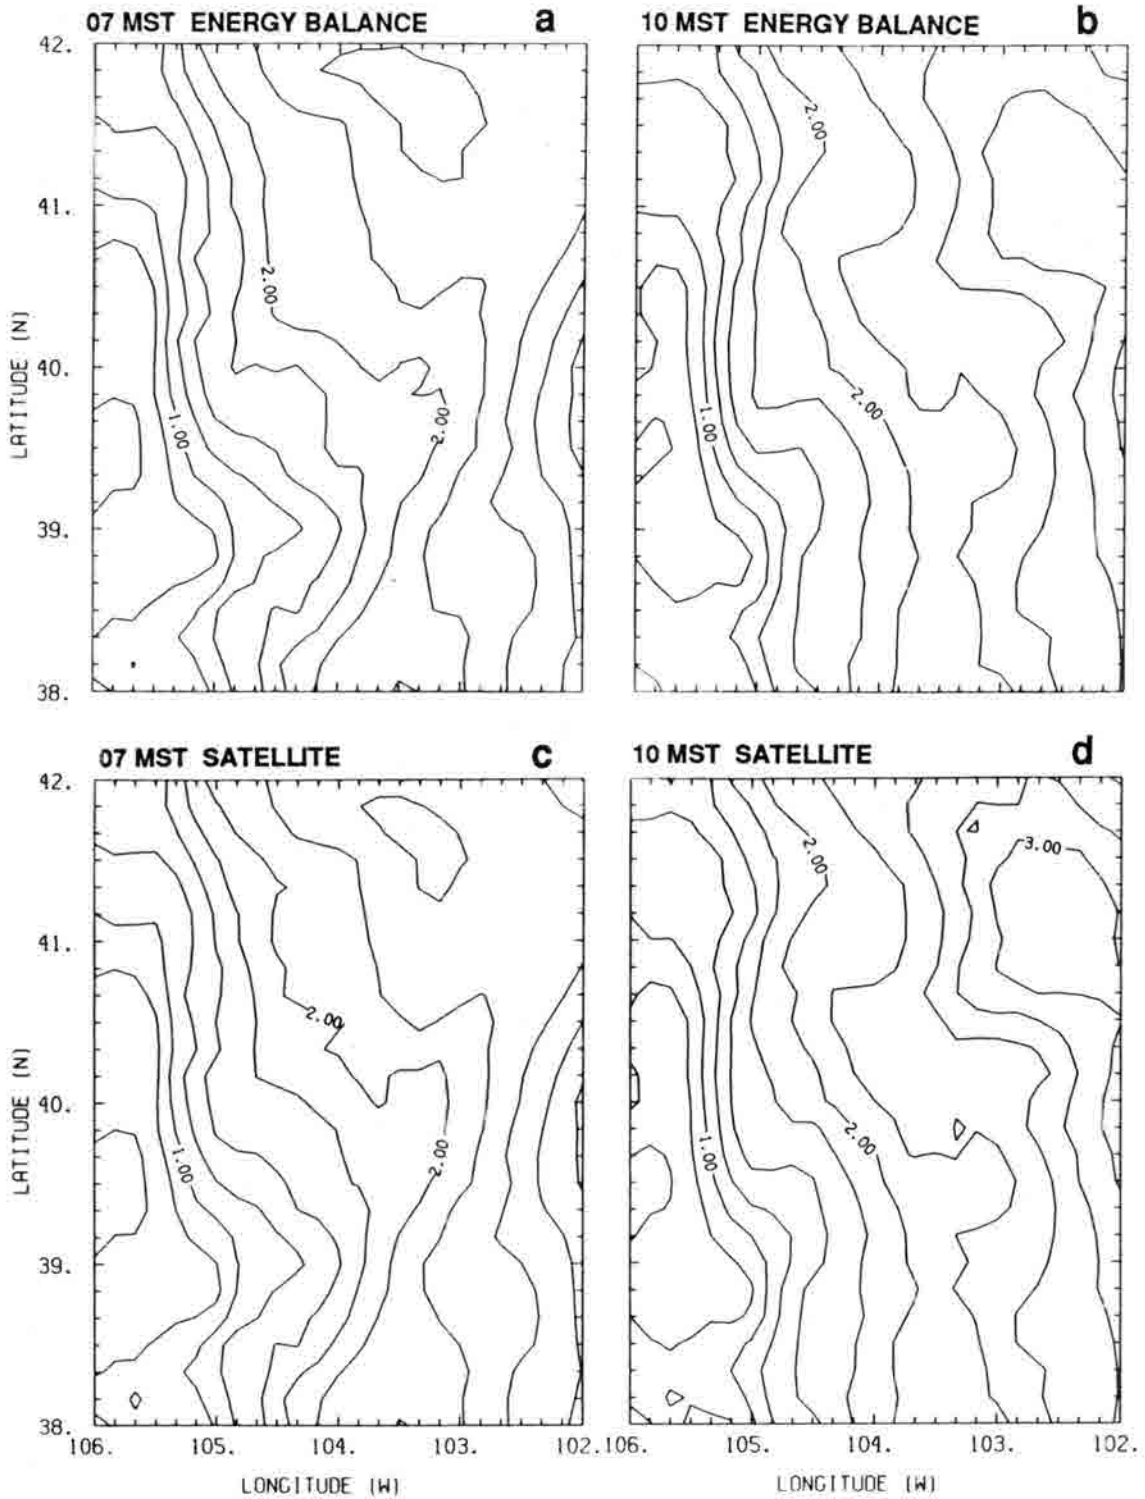 07 MST ENERGY BALANCE a
10 MST ENERGY BALANCE b
42.
41.
40.
39.
38.
LATITUDE (N)
2.00
1.00
2.00
2.00
2.00
1.00
07 MST SATELLITE c
10 MST SATELLITE d
42.
41.
40.
39.
38.
LATITUDE (N)
2.00
1.00
2.00
2.00
3.00
2.00
1.00
106. 105. 104. 103. 102.
106. 105. 104. 103. 102.
LONGITUDE (W)
LONGITUDE (W)